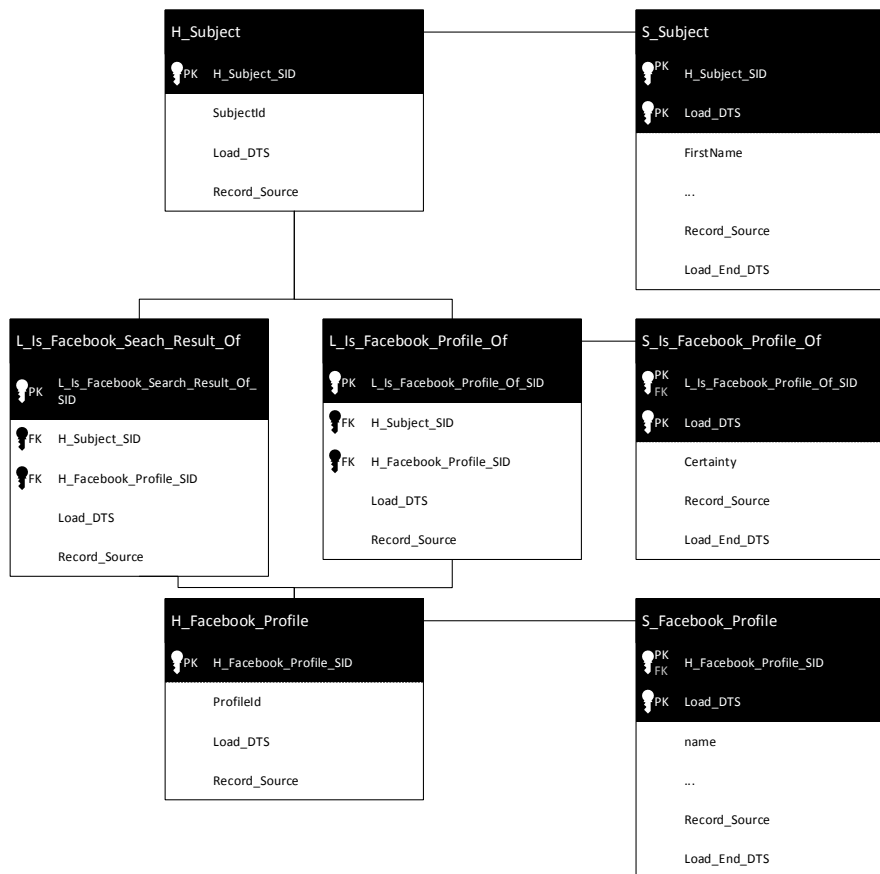 H_Subject
PK H_Subject_SID
SubjectId
Load_DTS
Record_Source
S_Subject
PK H_Subject_SID
PK Load_DTS
FirstName
...
Record_Source
Load_End_DTS
L_Is_Facebook_Seach_Result_Of
PK L_Is_Facebook_Search_Result_Of_
SID
FK H_Subject_SID
FK H_Facebook_Profile_SID
Load_DTS
Record_Source
L_Is_Facebook_Profile_Of
PK L_Is_Facebook_Profile_Of_SID
FK H_Subject_SID
FK H_Facebook_Profile_SID
Load_DTS
Record_Source
S_Is_Facebook_Profile_Of
PK
FK L_Is_Facebook_Profile_Of_SID
PK Load_DTS
Certainty
Record_Source
Load_End_DTS
H_Facebook_Profile
PK H_Facebook_Profile_SID
ProfileId
Load_DTS
Record_Source
S_Facebook_Profile
PK
FK H_Facebook_Profile_SID
PK Load_DTS
name
...
Record_Source
Load_End_DTS